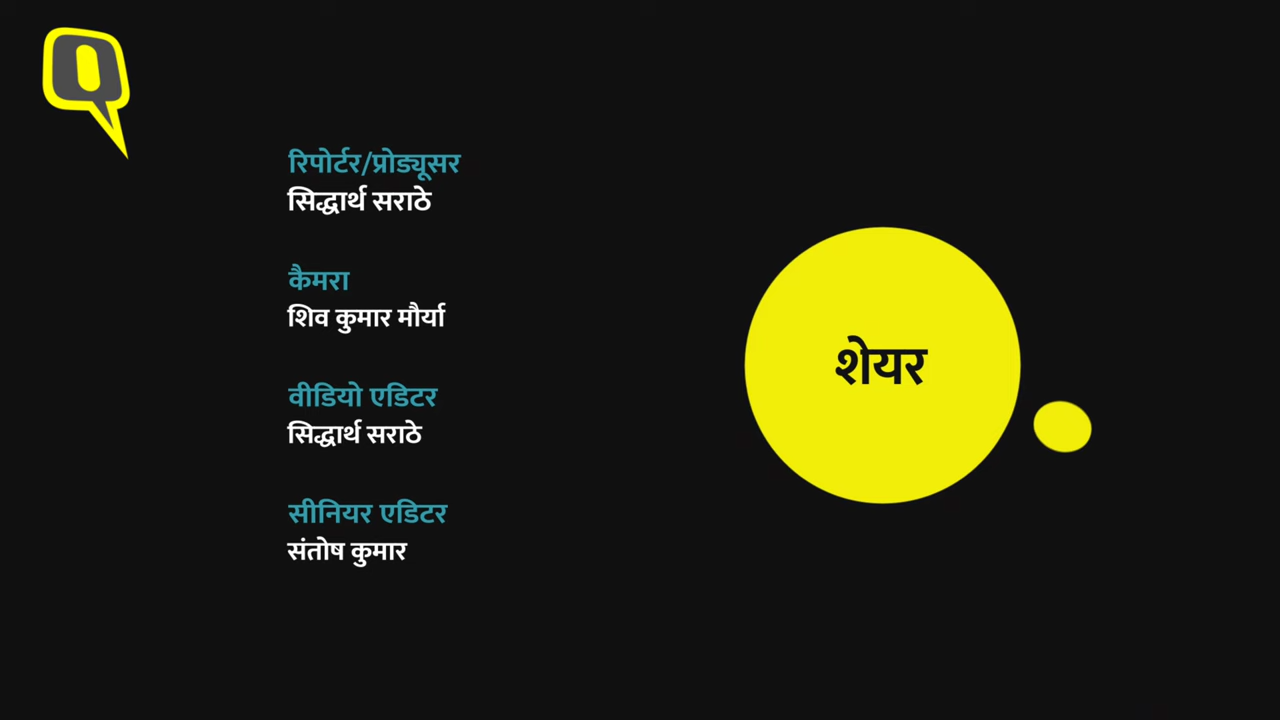 रिपोर्टर/प्रोड्यूसर
सिद्धार्थ सराठे
कैमरा
शिव कुमार मौर्या
वीडियो एडिटर
सिद्धार्थ सराठे
सीनियर एडिटर
संतोष कुमार
शेयर